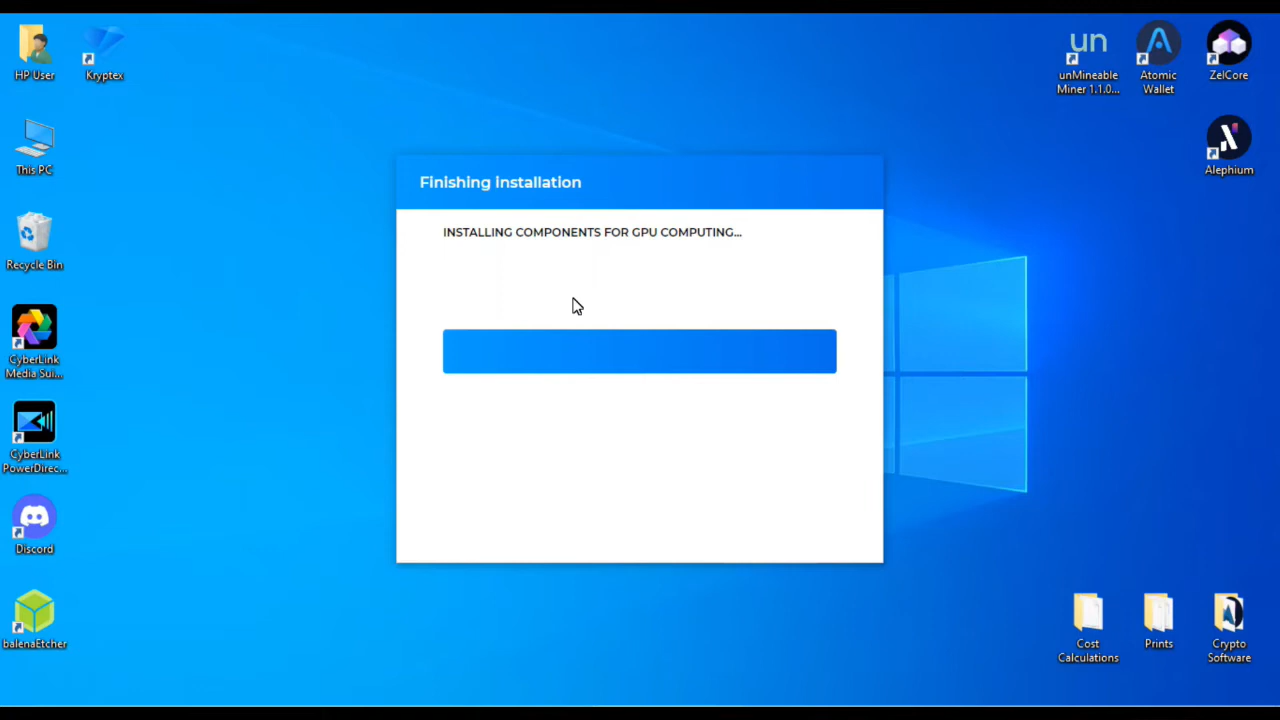 HP User
Kryptex
un
unMineable
Miner 1.1.0...
Atomic
Wallet
ZelCore
This PC
Alephium
Finishing installation
INSTALLING COMPONENTS FOR GPU COMPUTING...
Recycle Bin
CyberLink
Media Sui...
CyberLink
PowerDirec...
Discord
balenaEtcher
Cost
Calculations
Prints
Crypto
Software